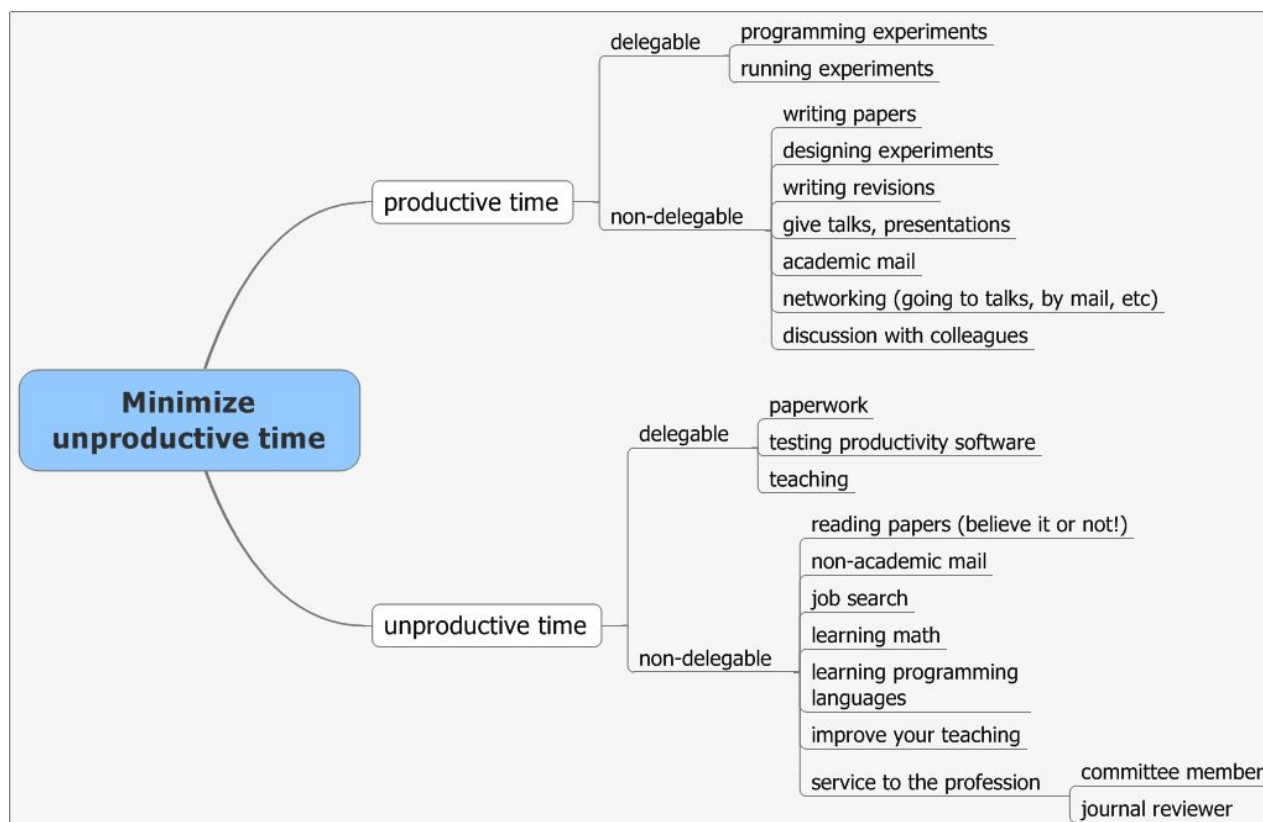 Minimize
unproductive time
productive time
delegable
programming experiments
running experiments
non-delegable
writing papers
designing experiments
writing revisions
give talks, presentations
academic mail
networking (going to talks, by mail, etc)
discussion with colleagues
unproductive time
delegable
paperwork
testing productivity software
teaching
non-delegable
reading papers (believe it or not!)
non-academic mail
job search
learning math
learning programming
languages
improve your teaching
service to the profession
committee member
journal reviewer